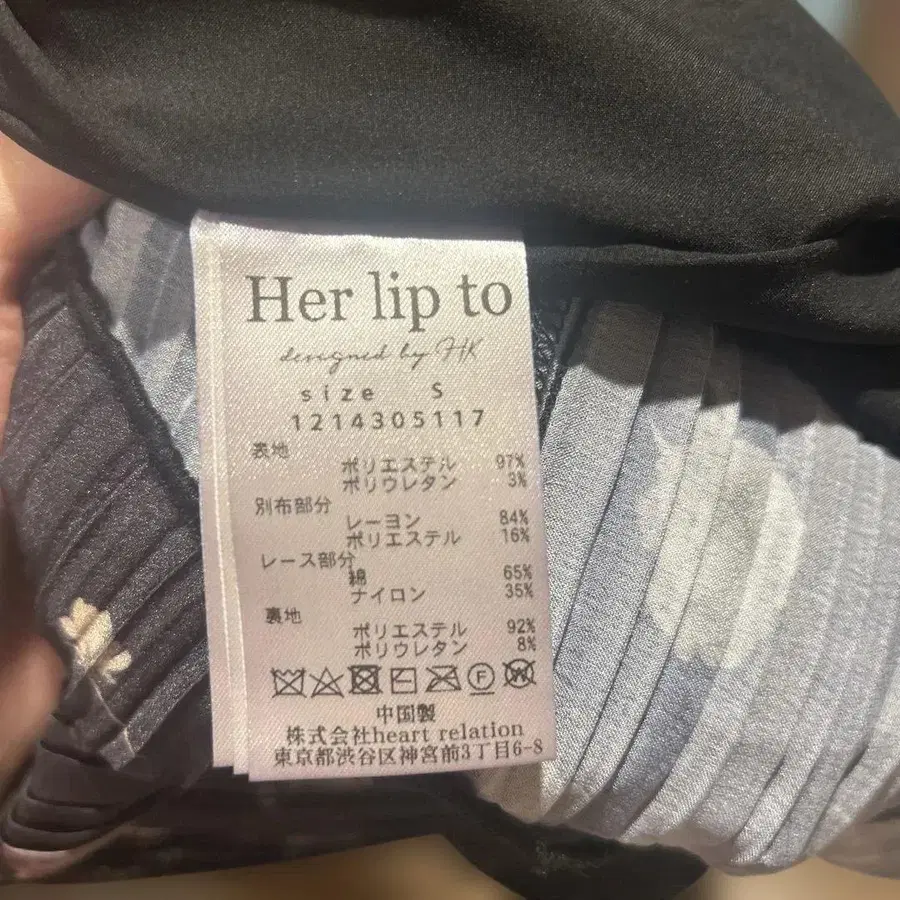 Her lip to
designed by HK
size S
1214305117
表地
ポリエステル 97%
ポリウレタン 3%
別布部分
レーヨン 84%
ポリエステル 16%
レース部分
綿 65%
ナイロン 35%
裏地
ポリエステル 92%
ポリウレタン 8%
F W
中国製
株式会社heart relation
東京都渋谷区神宮前3丁目6-8